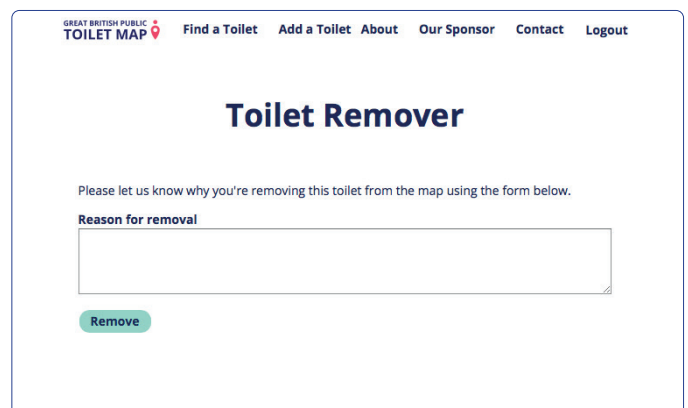 GREAT BRITISH PUBLIC
TOILET MAP
Find a Toilet Add a Toilet About Our Sponsor Contact Logout
Toilet Remover
Please let us know why you're removing this toilet from the map using the form below.
Reason for removal
Remove